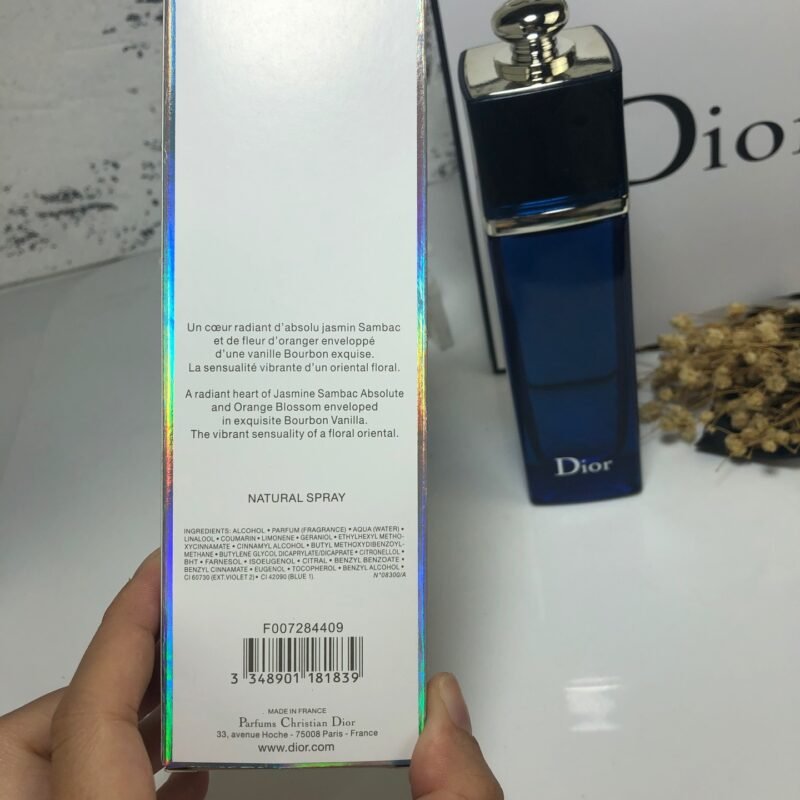 Un cœur radiant d'absolu jasmin Sambac
et de fleur d'oranger enveloppé
d'une vanille Bourbon exquise.
La sensualité vibrante d'un oriental floral.
A radiant heart of Jasmine Sambac Absolute
and Orange Blossom enveloped
in exquisite Bourbon Vanilla.
The vibrant sensuality of a floral oriental.
NATURAL SPRAY
INGREDIENTS: ALCOHOL • PARFUM (FRAGRANCE) • AQUA (WATER) •
LINALOOL • COUMARIN • LIMONENE • GERANIOL • ETHYLHEXYL METHO-
XYCINNAMATE • CINNAMYL ALCOHOL • BUTYL METHOXYDIBENZOYL-
METHANE • BUTYLENE GLYCOL DICAPRYLATE/DICAPRATE • CITRONELLOL •
BHT • FARNESOL • ISOEUGENOL • CITRAL • BENZYL BENZOATE •
BENZYL CINNAMATE • EUGENOL • TOCOPHEROL • BENZYL ALCOHOL •
CI 60730 (EXT.VIOLET 2) • CI 42090 (BLUE 1). N°08300/A
F007284409
3 348901 181839
MADE IN FRANCE
Parfums Christian Dior
33, avenue Hoche - 75008 Paris - France
www.dior.com
Dior
Dior